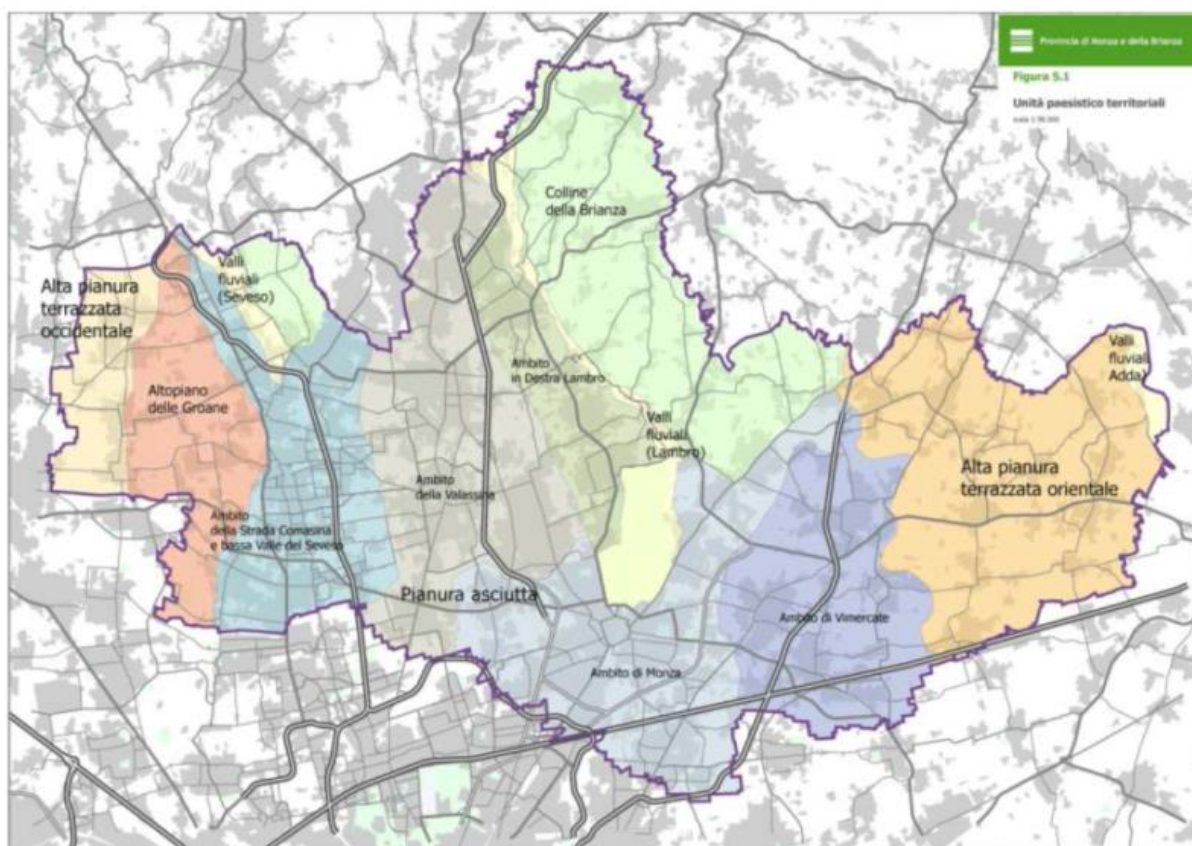 Provincia di Monza e della Brianza
Figura 5.1
Unità paesistico territoriali
Colline
della Brianza
Valli
fluviali
(Seveso)
Alta pianura
terrazzata
occidentale
Altopiano
delle Groane
Ambito
in Destra Lambro
Valli
fluviali
Adda)
Valli
fluviali
(Lambro)
Alta pianura
terrazzata orientale
Ambito
della Valassina
Ambito
della Strada Comasina
e bassa Valle del Seveso
Pianura asciutta
Ambito di Vimercate
Ambito di Monza